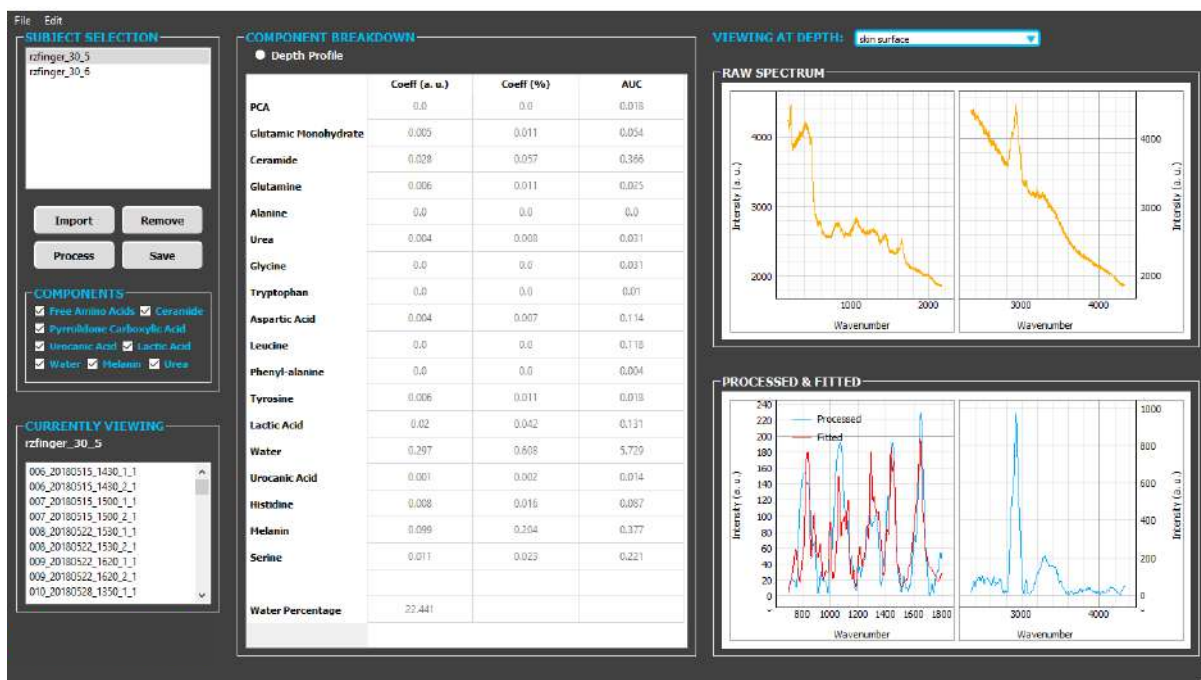 File Edit
SUBJECT SELECTION
rzfinger_30_5
rzfinger_30_6
Import Remove
Process Save
COMPONENTS
Free Amino Acids Ceramide
Pyrrolidone Carboxylic Acid
Urocanic Acid Lactic Acid
Water Melanin Urea
CURRENTLY VIEWING
rzfinger_30_5
006_20180515_1430_1_1
006_20180515_1430_2_1
007_20180515_1500_1_1
007_20180515_1500_2_1
008_20180522_1530_1_1
008_20180522_1530_2_1
009_20180522_1620_1_1
009_20180522_1620_2_1
010_20180528_1350_1_1
COMPONENT BREAKDOWN
Depth Profile
Coeff (a. u.) Coeff (%) AUC
PCA 0.0 0.0 0.018
Glutamic Monohydrate 0.005 0.011 0.054
Ceramide 0.028 0.057 0.366
Glutamine 0.006 0.011 0.025
Alanine 0.0 0.0 0.0
Urea 0.004 0.008 0.031
Glycine 0.0 0.0 0.031
Tryptophan 0.0 0.0 0.01
Aspartic Acid 0.004 0.007 0.114
Leucine 0.0 0.0 0.118
Phenyl-alanine 0.0 0.0 0.004
Tyrosine 0.006 0.011 0.018
Lactic Acid 0.02 0.042 0.131
Water 0.297 0.608 5.729
Urocanic Acid 0.001 0.002 0.014
Histidine 0.008 0.016 0.087
Melanin 0.099 0.204 0.377
Serine 0.011 0.023 0.221
Water Percentage 22.441
VIEWING AT DEPTH: skin surface
RAW SPECTRUM
4000 4000
3000 3000
2000 2000
Intensity (a. u.) Intensity (a. u.)
1000 2000 3000 4000
Wavenumber Wavenumber
PROCESSED & FITTED
Processed
Fitted
240
220
200
180
160
140
120
100
80
60
40
20
0
Intensity (a. u.)
800 1000 1200 1400 1600 1800
Wavenumber
1000
800
600
400
200
0
Intensity (a. u.)
3000 4000
Wavenumber